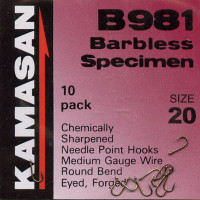 KAMASAN
B981
Barbless
Specimen
10
pack
SIZE
20
Chemically
Sharpened
Needle Point Hooks
Medium Gauge Wire
Round Bend
Eyed, Forged